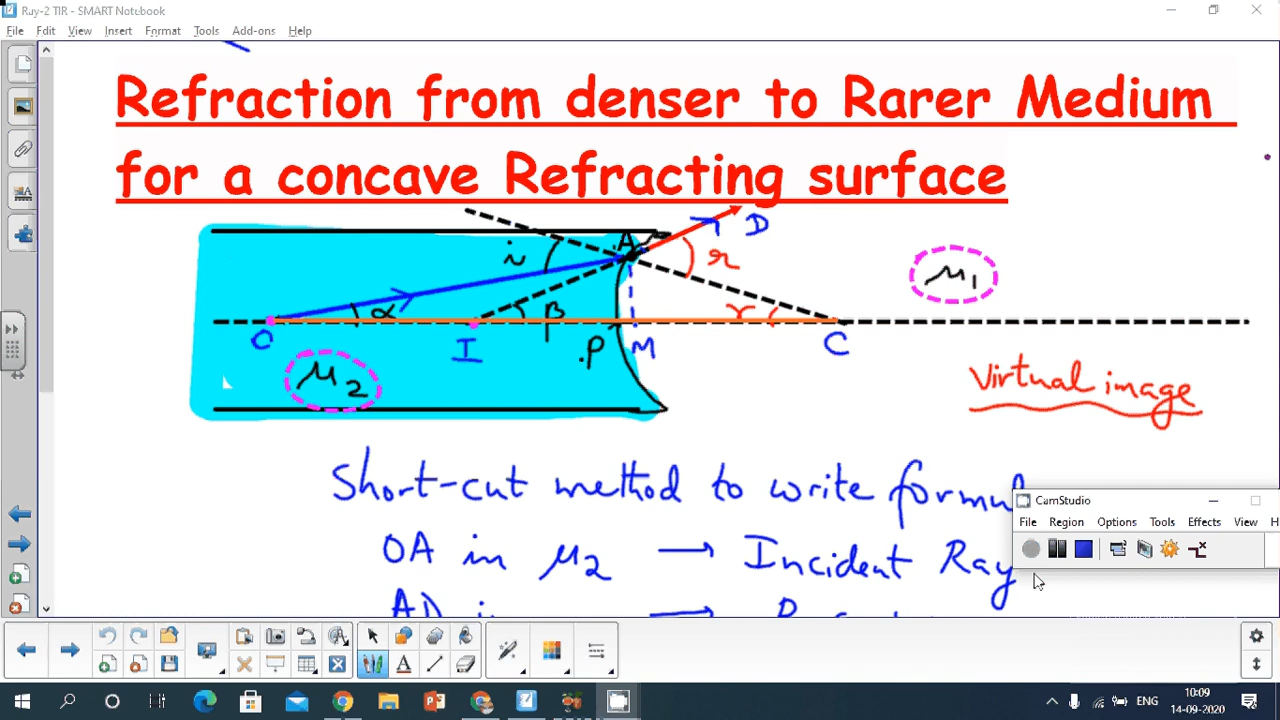 Ray-2 TIR - SMART Notebook
File Edit View Insert Format Tools Add-ons Help
Refraction from denser to Rarer Medium
for a concave Refracting surface
A
D
i
r
μ₁
α
β
γ
O
I
.P
M
C
μ₂
Virtual image
Short-cut method to write formul
OA in μ₂ → Incident Ray
AD i
CamStudio
File Region Options Tools Effects View H
ENG
10:09
14-09-2020